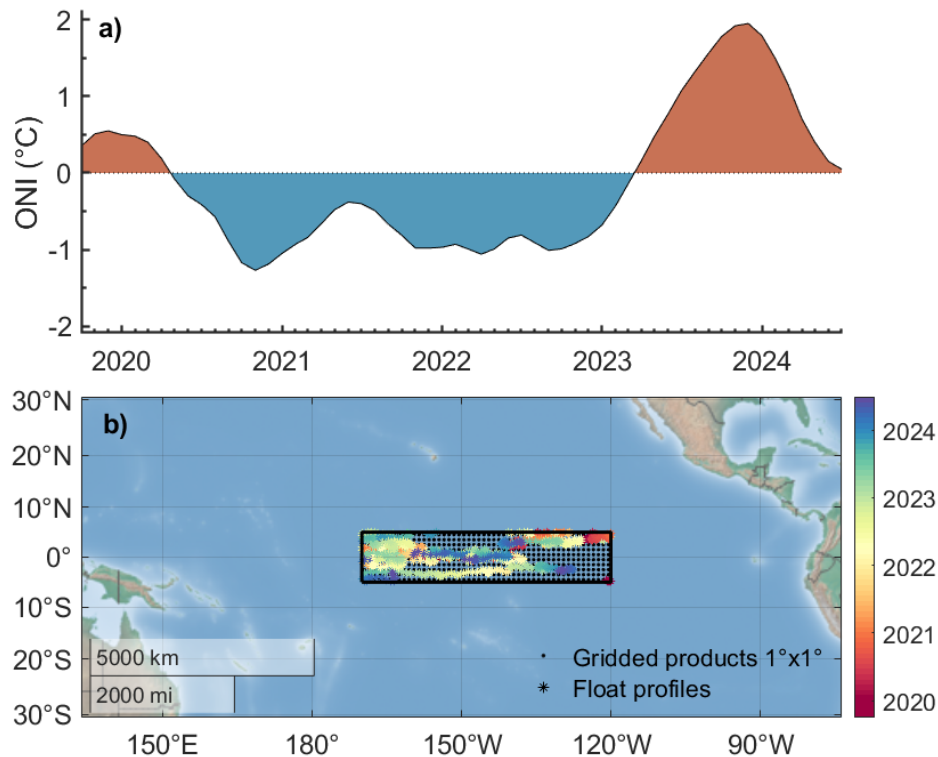 a)
ONI (°C)
2
1
0
-1
-2
2020 2021 2022 2023 2024
b)
30°N
20°N
10°N
0°
10°S
20°S
30°S
5000 km
2000 mi
Gridded products 1°x1°
Float profiles
150°E 180° 150°W 120°W 90°W
2024
2023
2022
2021
2020